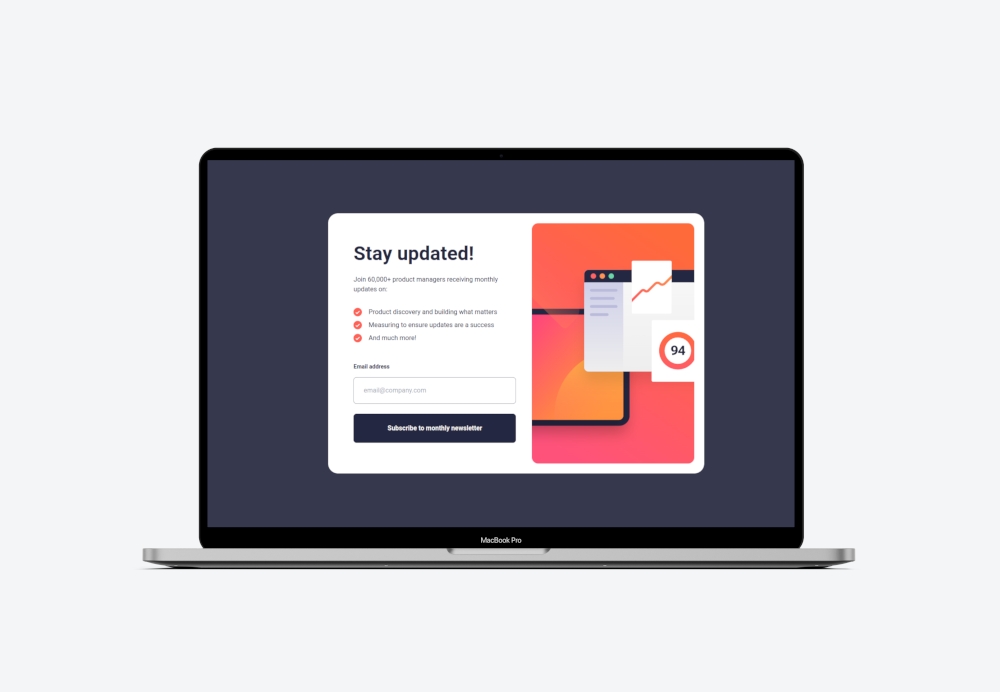 Stay updated!
Join 60,000+ product managers receiving monthly
updates on:
Product discovery and building what matters
Measuring to ensure updates are a success
And much more!
Email address
email@company.com
Subscribe to monthly newsletter
94
MacBook Pro